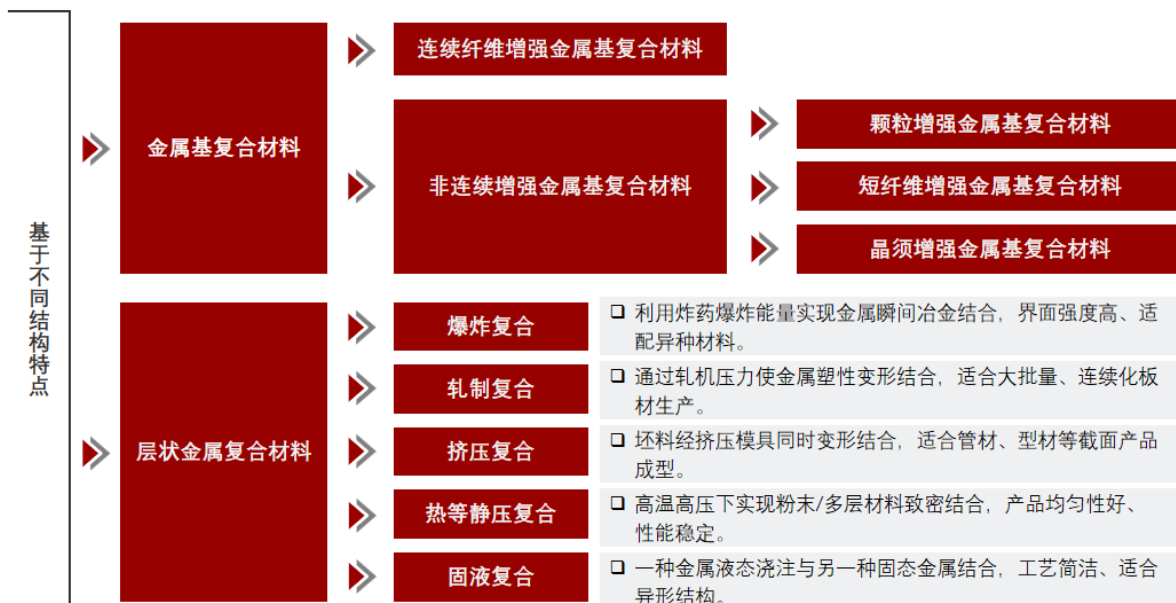 基于不同结构特点
金属基复合材料
连续纤维增强金属基复合材料
非连续增强金属基复合材料
颗粒增强金属基复合材料
短纤维增强金属基复合材料
晶须增强金属基复合材料
层状金属复合材料
爆炸复合
利用炸药爆炸能量实现金属瞬间冶金结合，界面强度高、适
配异种材料。
轧制复合
通过轧机压力使金属塑性变形结合，适合大批量、连续化板
材生产。
挤压复合
坯料经挤压模具同时变形结合，适合管材、型材等截面产品
成型。
热等静压复合
高温高压下实现粉末/多层材料致密结合，产品均匀性好、
性能稳定。
固液复合
一种金属液态浇注与另一种固态金属结合，工艺简洁、适合
异形结构。